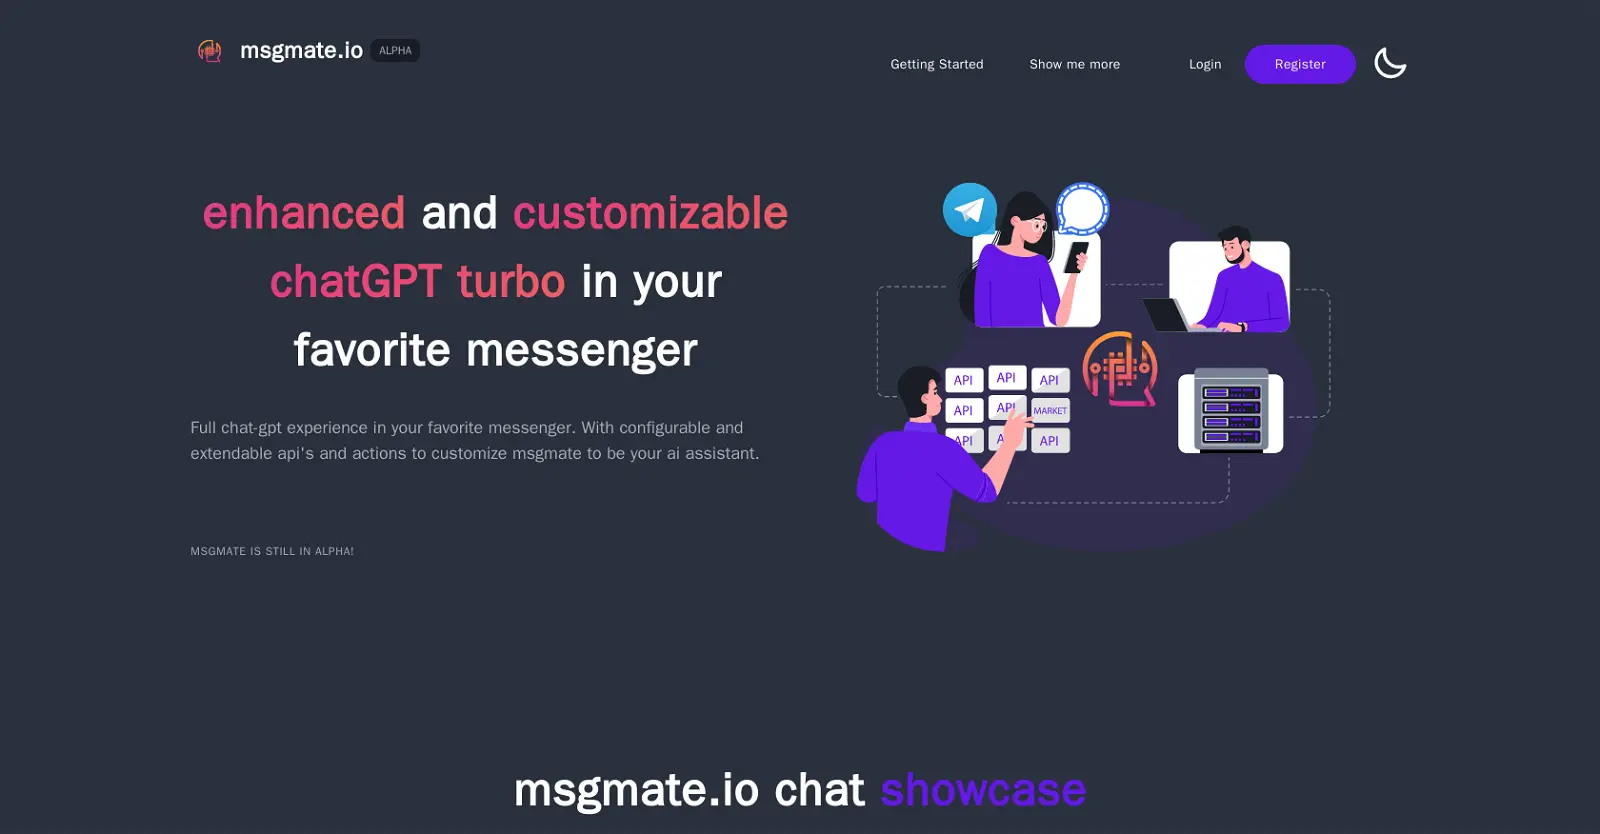 msgmate.io ALPHA
Getting Started Show me more Login Register
enhanced and customizable
chatGPT turbo in your
favorite messenger
Full chat-gpt experience in your favorite messenger. With configurable and
extendable api's and actions to customize msgmate to be your ai assistant.
MSGMATE IS STILL IN ALPHA!
API API API
API API MARKET
API A API
msgmate.io chat showcase